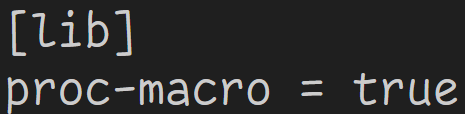 [lib]
proc-macro = true